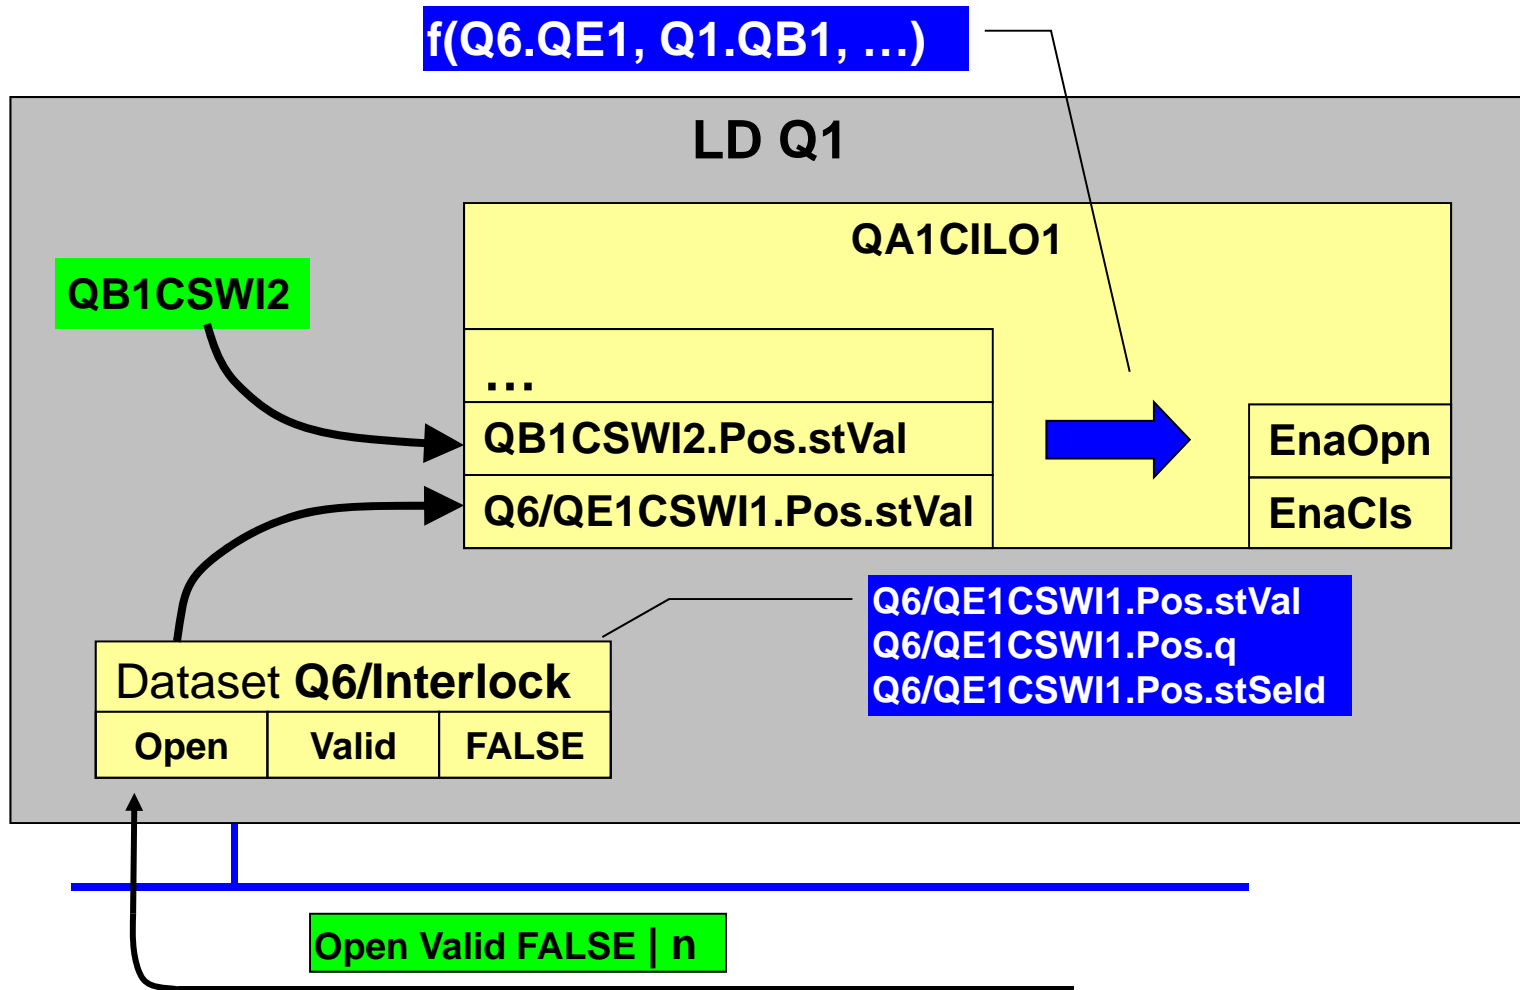 f(Q6.QE1, Q1.QB1, …)
LD Q1
QA1CILO1
QB1CSWI2
…
QB1CSWI2.Pos.stVal
Q6/QE1CSWI1.Pos.stVal
EnaOpn
EnaCls
Q6/QE1CSWI1.Pos.stVal
Q6/QE1CSWI1.Pos.q
Q6/QE1CSWI1.Pos.stSeld
Dataset Q6/Interlock
Open Valid FALSE
Open Valid FALSE | n